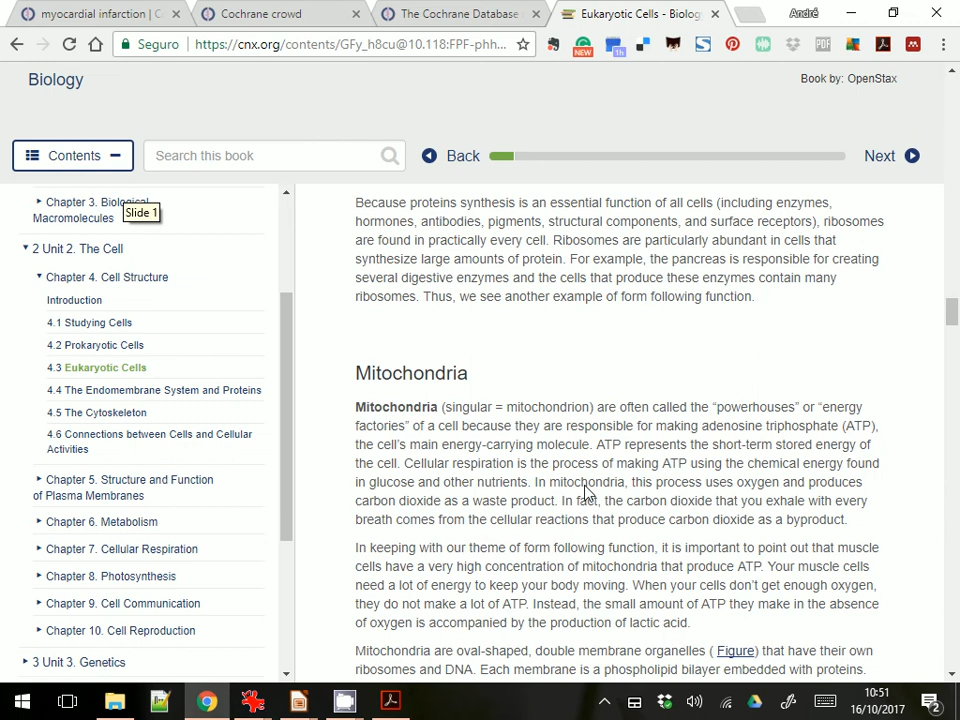 myocardial infarction | C
Cochrane crowd
The Cochrane Database
Eukaryotic Cells - Biolog
André
Seguro
https://cnx.org/contents/GFy_h8cu@10.118:FPF-phh...
NEW
1h
PDF
Biology
Book by: OpenStax
Contents
Search this book
Back
Next
Chapter 3. Biological
Macromolecules
Slide 1
2 Unit 2. The Cell
Chapter 4. Cell Structure
Introduction
4.1 Studying Cells
4.2 Prokaryotic Cells
4.3 Eukaryotic Cells
4.4 The Endomembrane System and Proteins
4.5 The Cytoskeleton
4.6 Connections between Cells and Cellular
Activities
Chapter 5. Structure and Function
of Plasma Membranes
Chapter 6. Metabolism
Chapter 7. Cellular Respiration
Chapter 8. Photosynthesis
Chapter 9. Cell Communication
Chapter 10. Cell Reproduction
3 Unit 3. Genetics
Because proteins synthesis is an essential function of all cells (including enzymes,
hormones, antibodies, pigments, structural components, and surface receptors), ribosomes
are found in practically every cell. Ribosomes are particularly abundant in cells that
synthesize large amounts of protein. For example, the pancreas is responsible for creating
several digestive enzymes and the cells that produce these enzymes contain many
ribosomes. Thus, we see another example of form following function.
Mitochondria
Mitochondria (singular = mitochondrion) are often called the “powerhouses” or “energy
factories” of a cell because they are responsible for making adenosine triphosphate (ATP),
the cell’s main energy-carrying molecule. ATP represents the short-term stored energy of
the cell. Cellular respiration is the process of making ATP using the chemical energy found
in glucose and other nutrients. In mitochondria, this process uses oxygen and produces
carbon dioxide as a waste product. In fact, the carbon dioxide that you exhale with every
breath comes from the cellular reactions that produce carbon dioxide as a byproduct.
In keeping with our theme of form following function, it is important to point out that muscle
cells have a very high concentration of mitochondria that produce ATP. Your muscle cells
need a lot of energy to keep your body moving. When your cells don’t get enough oxygen,
they do not make a lot of ATP. Instead, the small amount of ATP they make in the absence
of oxygen is accompanied by the production of lactic acid.
Mitochondria are oval-shaped, double membrane organelles ( Figure) that have their own
ribosomes and DNA. Each membrane is a phospholipid bilayer embedded with proteins.
10:51
16/10/2017
2